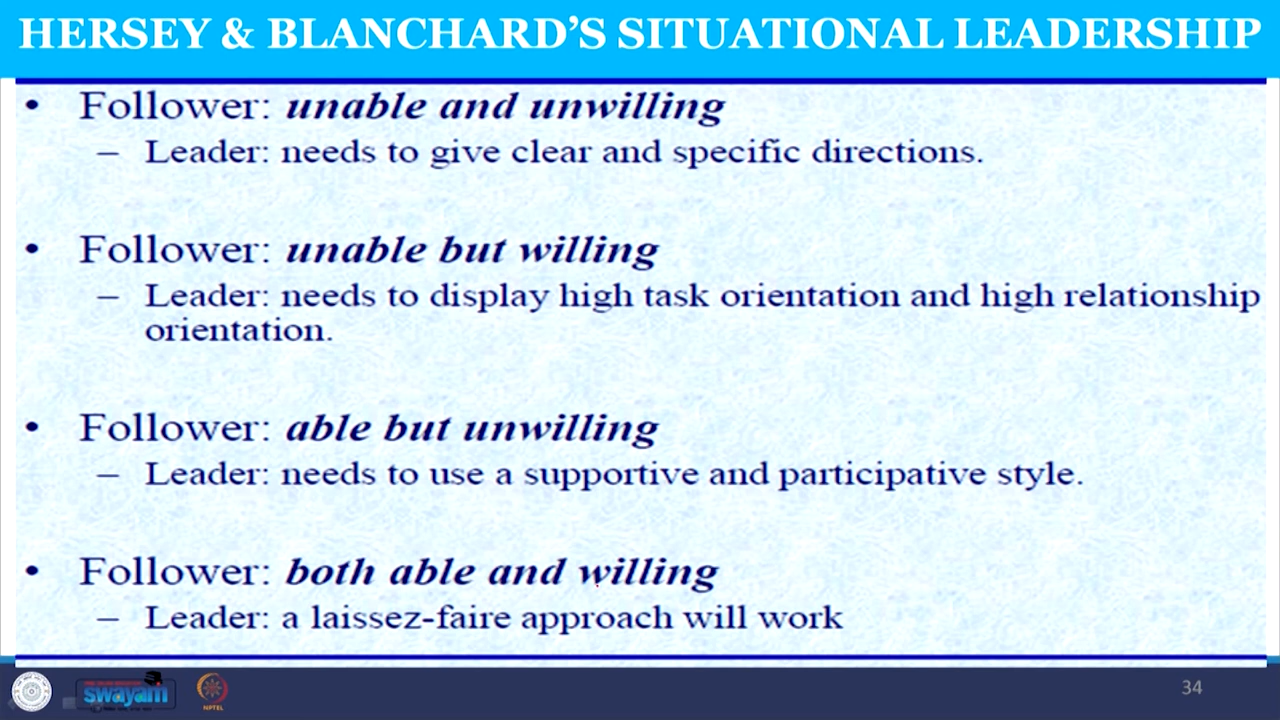 HERSEY & BLANCHARD'S SITUATIONAL LEADERSHIP
• Follower: unable and unwilling
– Leader: needs to give clear and specific directions.
• Follower: unable but willing
– Leader: needs to display high task orientation and high relationship
orientation.
• Follower: able but unwilling
– Leader: needs to use a supportive and participative style.
• Follower: both able and willing
– Leader: a laissez-faire approach will work
swayam
NPTEL
34